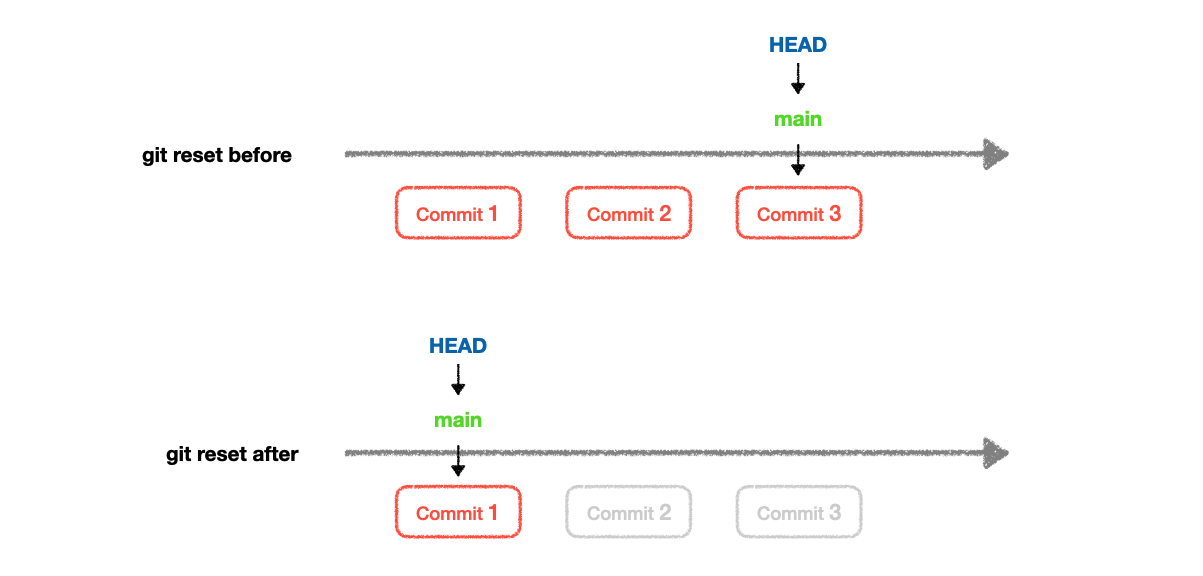 HEAD
main
git reset before
Commit 1
Commit 2
Commit 3
HEAD
main
git reset after
Commit 1
Commit 2
Commit 3